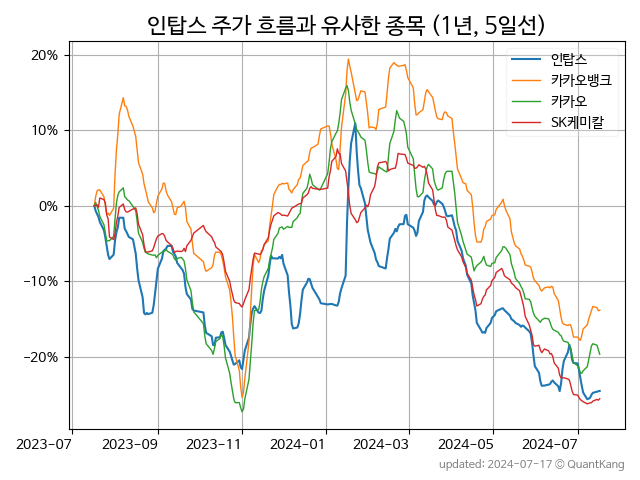 인탑스 주가 흐름과 유사한 종목 (1년, 5일선)
인탑스
카카오뱅크
카카오
SK케미칼
20%
10%
0%
−10%
−20%
2023-07 2023-09 2023-11 2024-01 2024-03 2024-05 2024-07
updated: 2024-07-17 © QuantKang